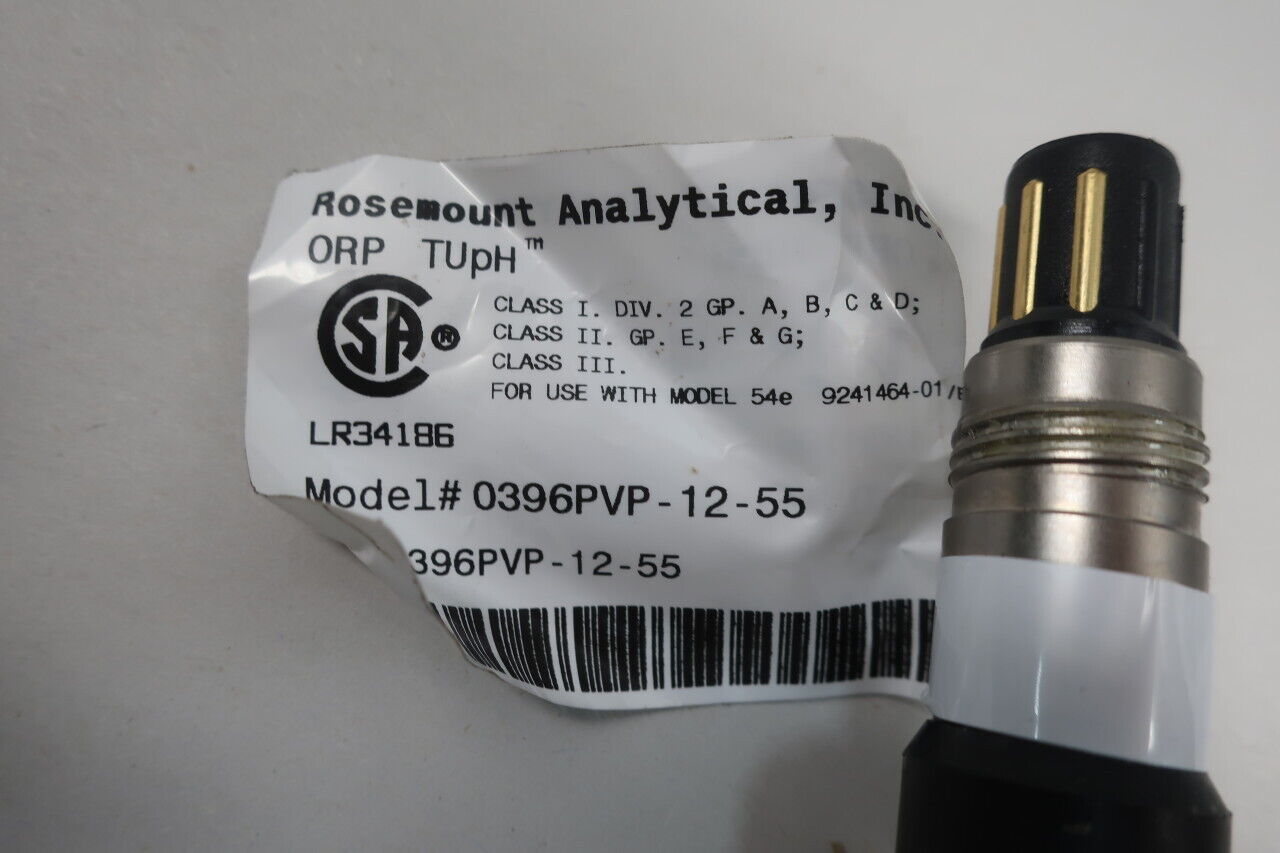 Rosemount Analytical, Inc.
ORP TUpH™
CLASS I. DIV. 2 GP. A, B, C & D;
CLASS II. GP. E, F & G;
CLASS III.
FOR USE WITH MODEL 54e 9241464-01/
SA ®
LR34186
Model# 0396PVP-12-55
396PVP-12-55